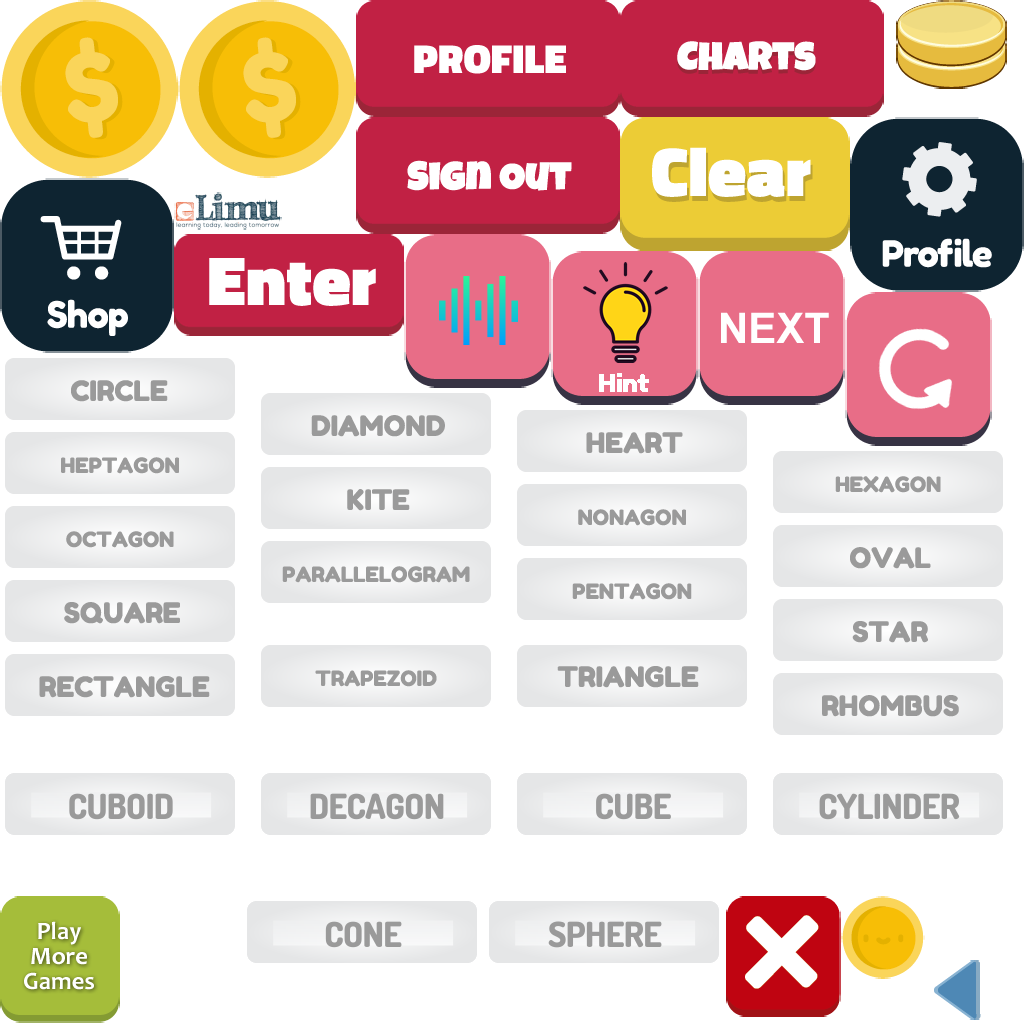 PROFILE
CHARTS
SIGN OUT
Clear
Profile
eLimu
learning today, leading tomorrow
Shop
Enter
Hint
NEXT
CIRCLE
DIAMOND
HEART
HEPTAGON
KITE
NONAGON
HEXAGON
OCTAGON
PARALLELOGRAM
PENTAGON
OVAL
SQUARE
STAR
RECTANGLE
TRAPEZOID
TRIANGLE
RHOMBUS
CUBOID
DECAGON
CUBE
CYLINDER
Play
More
Games
CONE
SPHERE